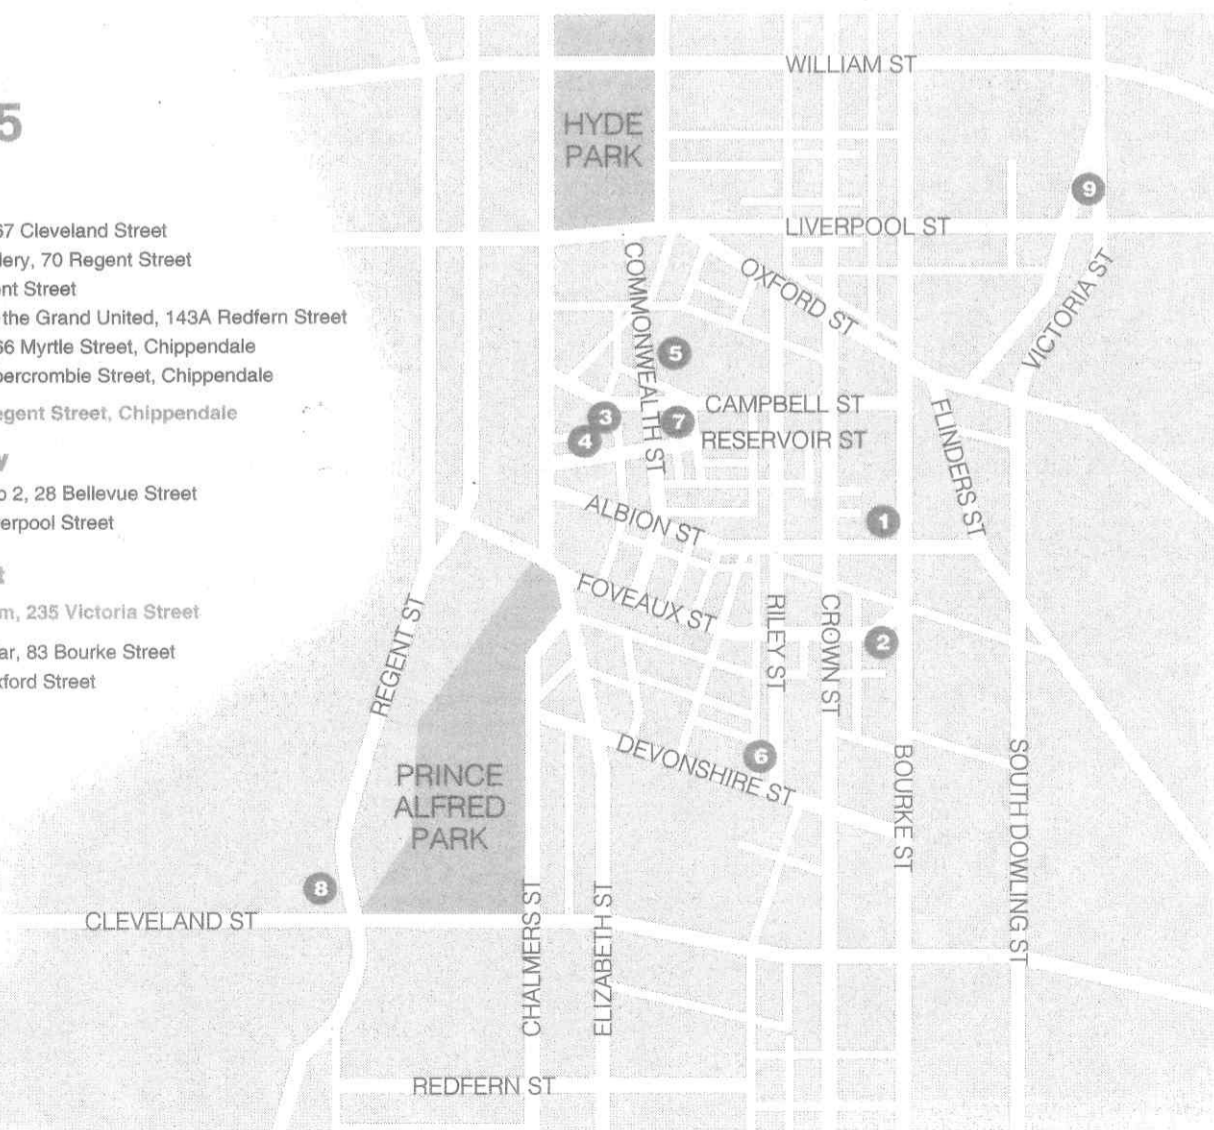 5
67 Cleveland Street
lery, 70 Regent Street
nt Street
the Grand United, 143A Redfern Street
66 Myrtle Street, Chippendale
bercrombie Street, Chippendale
egent Street, Chippendale
y
o 2, 28 Bellevue Street
erpool Street
t
m, 235 Victoria Street
ar, 83 Bourke Street
xford Street
WILLIAM ST
HYDE
PARK
9
LIVERPOOL ST
COMMONWEALTH ST
OXFORD ST
VICTORIA ST
5
3
7
4
CAMPBELL ST
RESERVOIR ST
FLINDERS ST
ALBION ST
1
FOVEAUX ST
REGENT ST
RILEY ST
CROWN ST
2
DEVONSHIRE ST
6
BOURKE ST
SOUTH DOWLING ST
PRINCE
ALFRED
PARK
8
CLEVELAND ST
CHALMERS ST
ELIZABETH ST
REDFERN ST